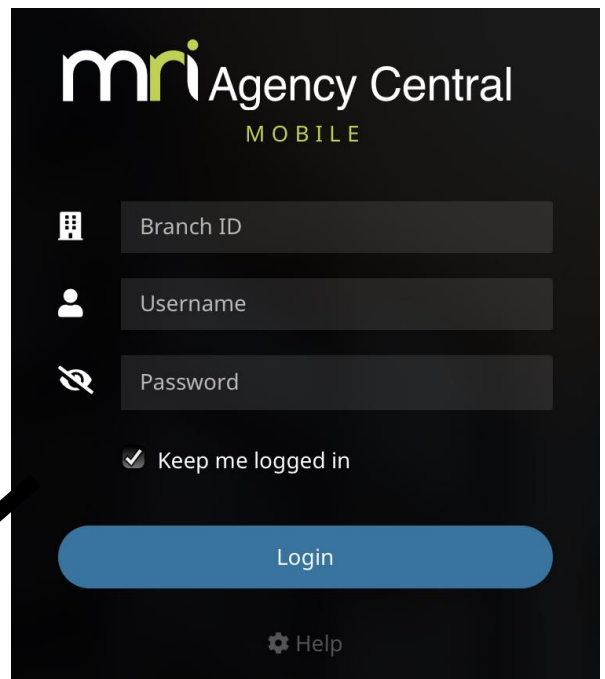 mri Agency Central
MOBILE
Branch ID
Username
Password
Keep me logged in
Login
Help